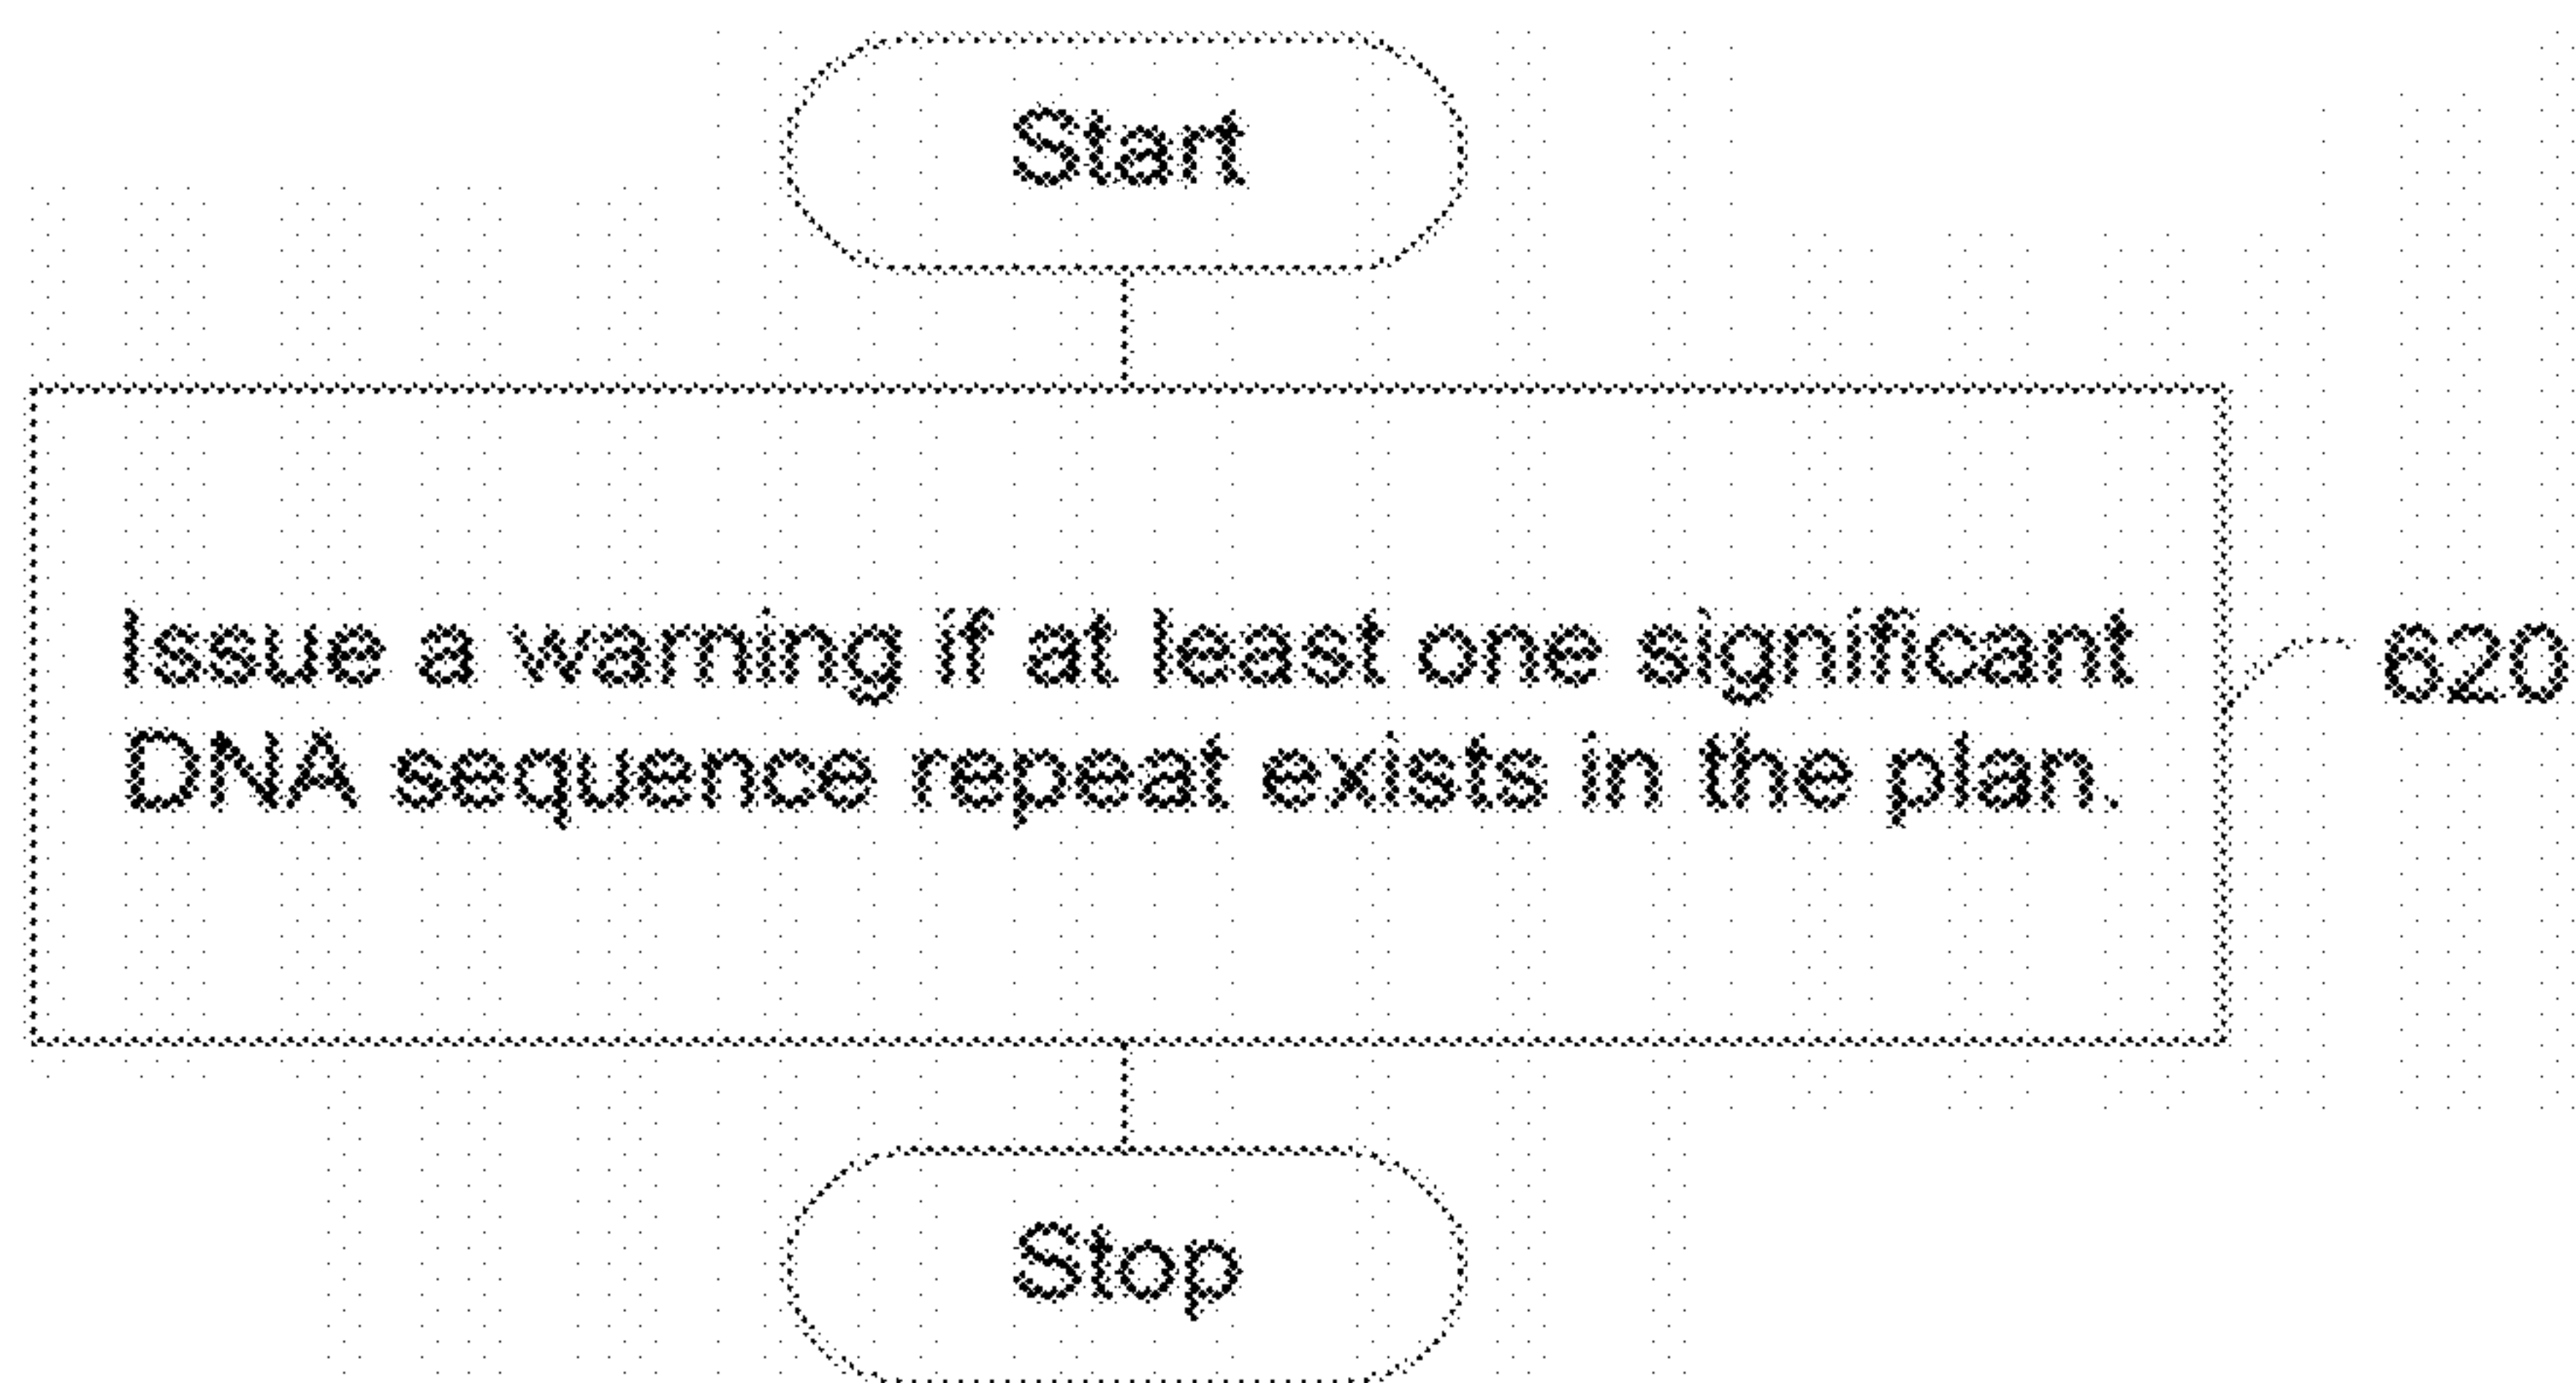 Start
Issue a warning if at least one significant
DNA sequence repeat exists in the plan.
620
Stop